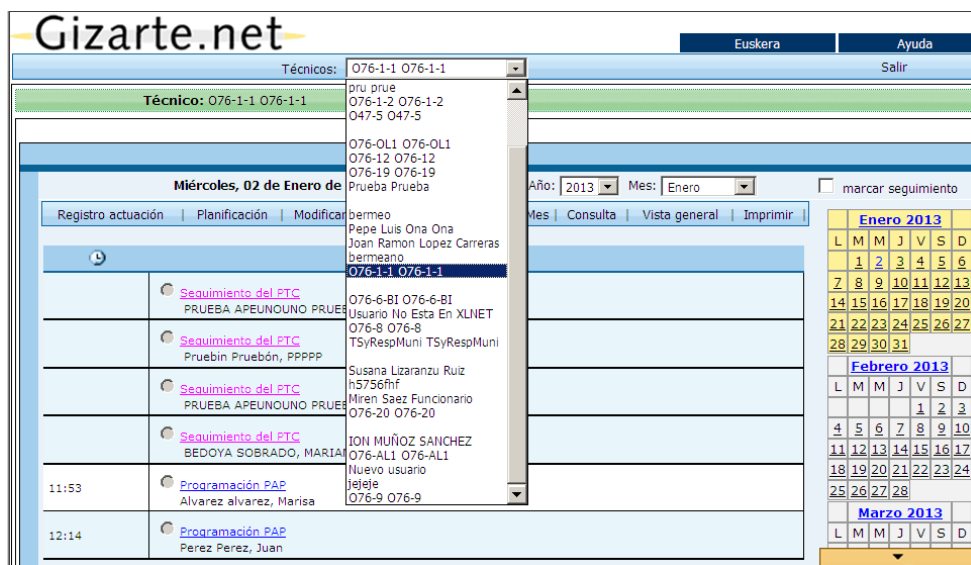 Gizarte.net
Euskera
Ayuda
Técnicos: O76-1-1 O76-1-1
Salir
Técnico: O76-1-1 O76-1-1
pru prue
O76-1-2 O76-1-2
O47-5 O47-5
O76-OL1 O76-OL1
O76-12 O76-12
O76-19 O76-19
Prueba Prueba
bermeo
Pepe Luis Ona Ona
Joan Ramon Lopez Carreras
bermeano
O76-1-1 O76-1-1
O76-6-BI O76-6-BI
Usuario No Esta En XLNET
O76-8 O76-8
TSyRespMuni TSyRespMuni
Susana Lizaranzu Ruiz
h5756fhf
Miren Saez Funcionario
O76-20 O76-20
ION MUÑOZ SANCHEZ
O76-AL1 O76-AL1
Nuevo usuario
jejeje
O76-9 O76-9
Miércoles, 02 de Enero de
Año: 2013 Mes: Enero
marcar seguimiento
Registro actuación | Planificación | Modificar
Mes | Consulta | Vista general | Imprimir |
Seguimiento del PTC
PRUEBA APEUNOUNO PRUEB
Seguimiento del PTC
Pruebin Pruebón, PPPPP
Seguimiento del PTC
PRUEBA APEUNOUNO PRUEB
Seguimiento del PTC
BEDOYA SOBRADO, MARIA
11:53 Programación PAP
Alvarez alvarez, Marisa
12:14 Programación PAP
Perez Perez, Juan
Enero 2013
L M M J V S D
1 2 3 4 5 6
7 8 9 10 11 12 13
14 15 16 17 18 19 20
21 22 23 24 25 26 27
28 29 30 31
Febrero 2013
L M M J V S D
1 2 3
4 5 6 7 8 9 10
11 12 13 14 15 16 17
18 19 20 21 22 23 24
25 26 27 28
Marzo 2013
L M M J V S D